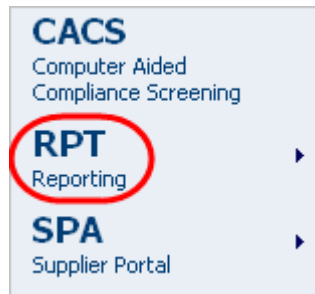 CACS
Computer Aided
Compliance Screening
RPT
Reporting
SPA
Supplier Portal